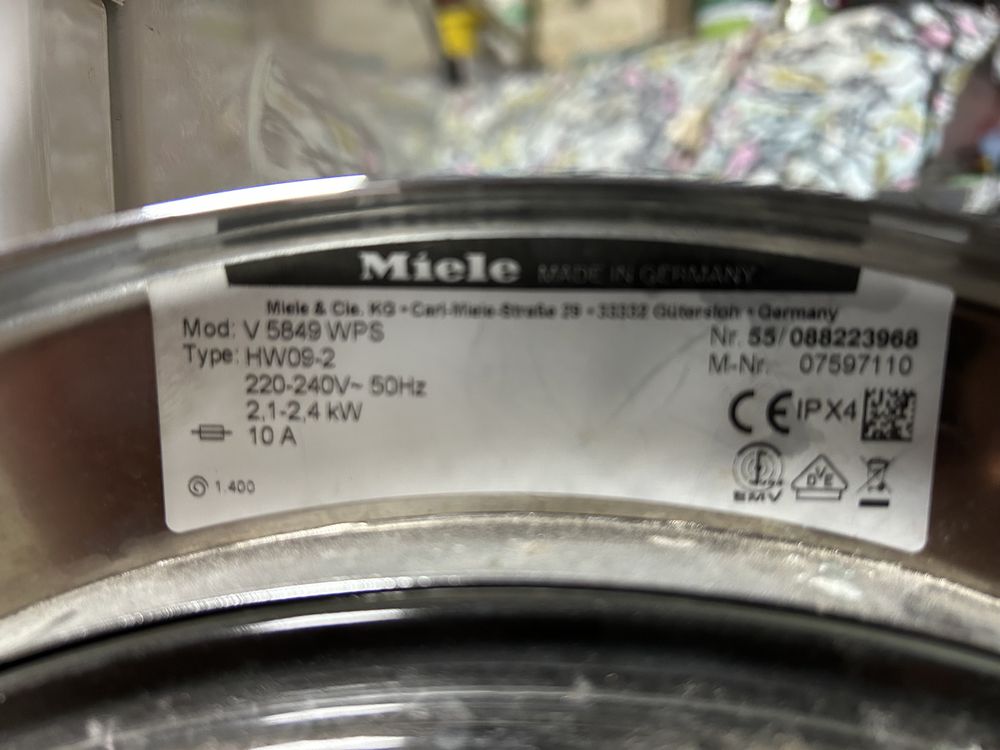 Miele MADE IN GERMANY
Miele & Cie. KG • Carl-Miele-Straße 29 • 33332 Gütersloh • Germany
Mod: V 5849 WPS
Nr. 55/088223968
Type: HW09-2
M-Nr. 07597110
220-240V~ 50Hz
2,1-2,4 kW
10 A
CE IPX4
1.400
EMV
DVE